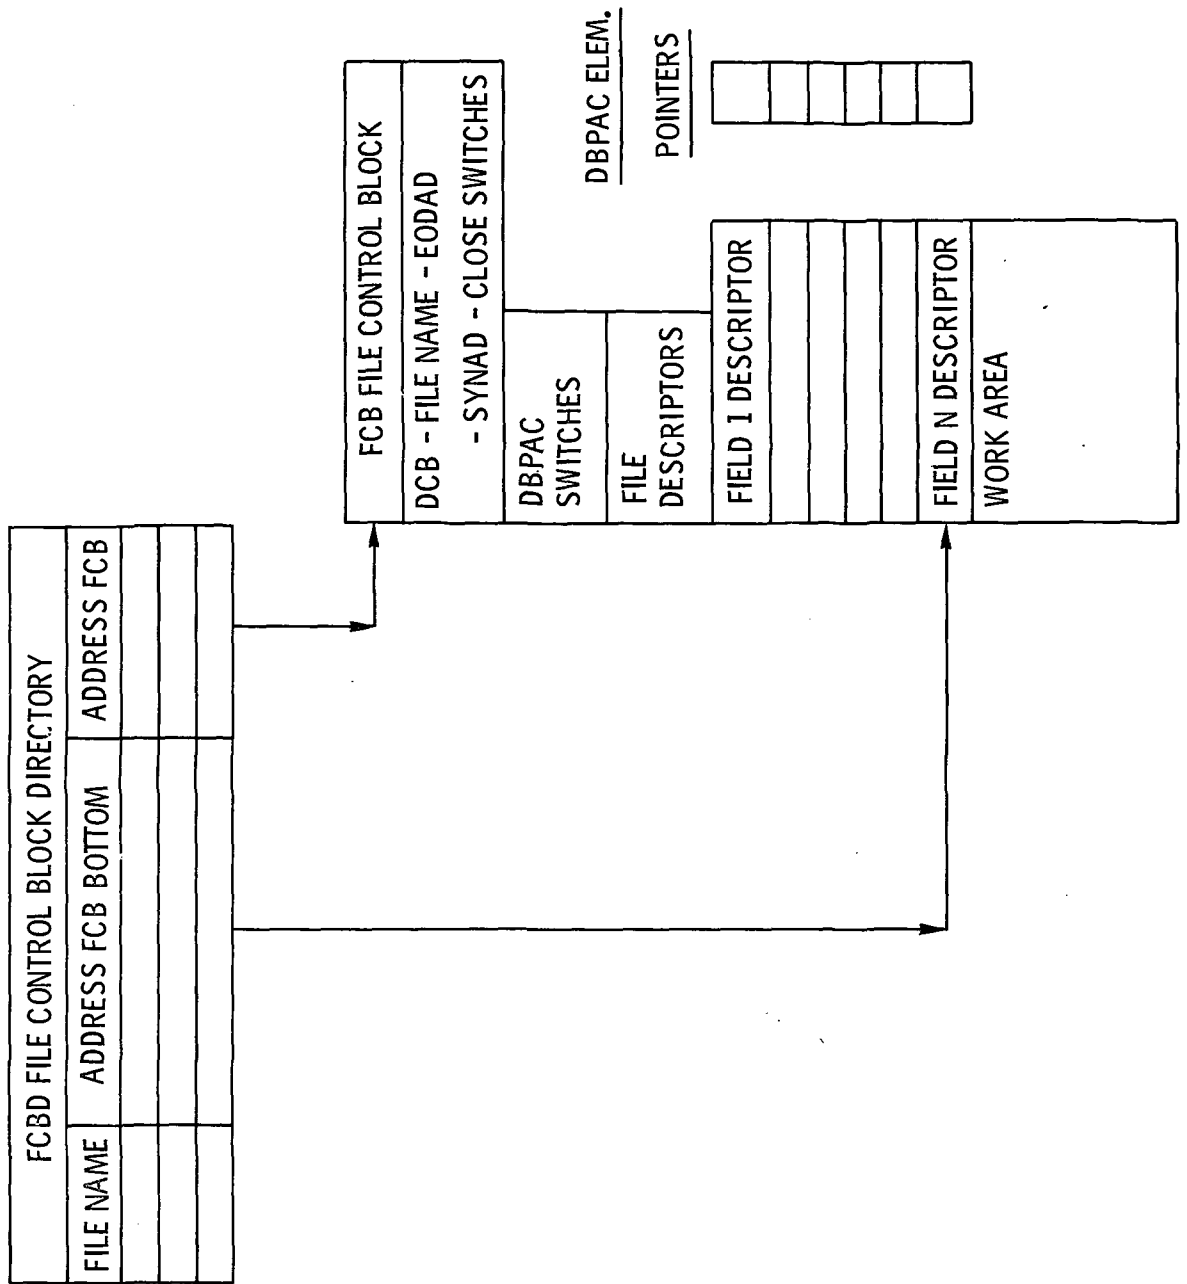 FCBD FILE CONTROL BLOCK DIRECTORY
FILE NAME
ADDRESS FCB BOTTOM
ADDRESS FCB
FCB FILE CONTROL BLOCK
DCB - FILE NAME - EODAD
- SYNAD - CLOSE SWITCHES
DBPAC
SWITCHES
FILE
DESCRIPTORS
FIELD 1 DESCRIPTOR
FIELD N DESCRIPTOR
WORK AREA
DBPAC ELEM.
POINTERS